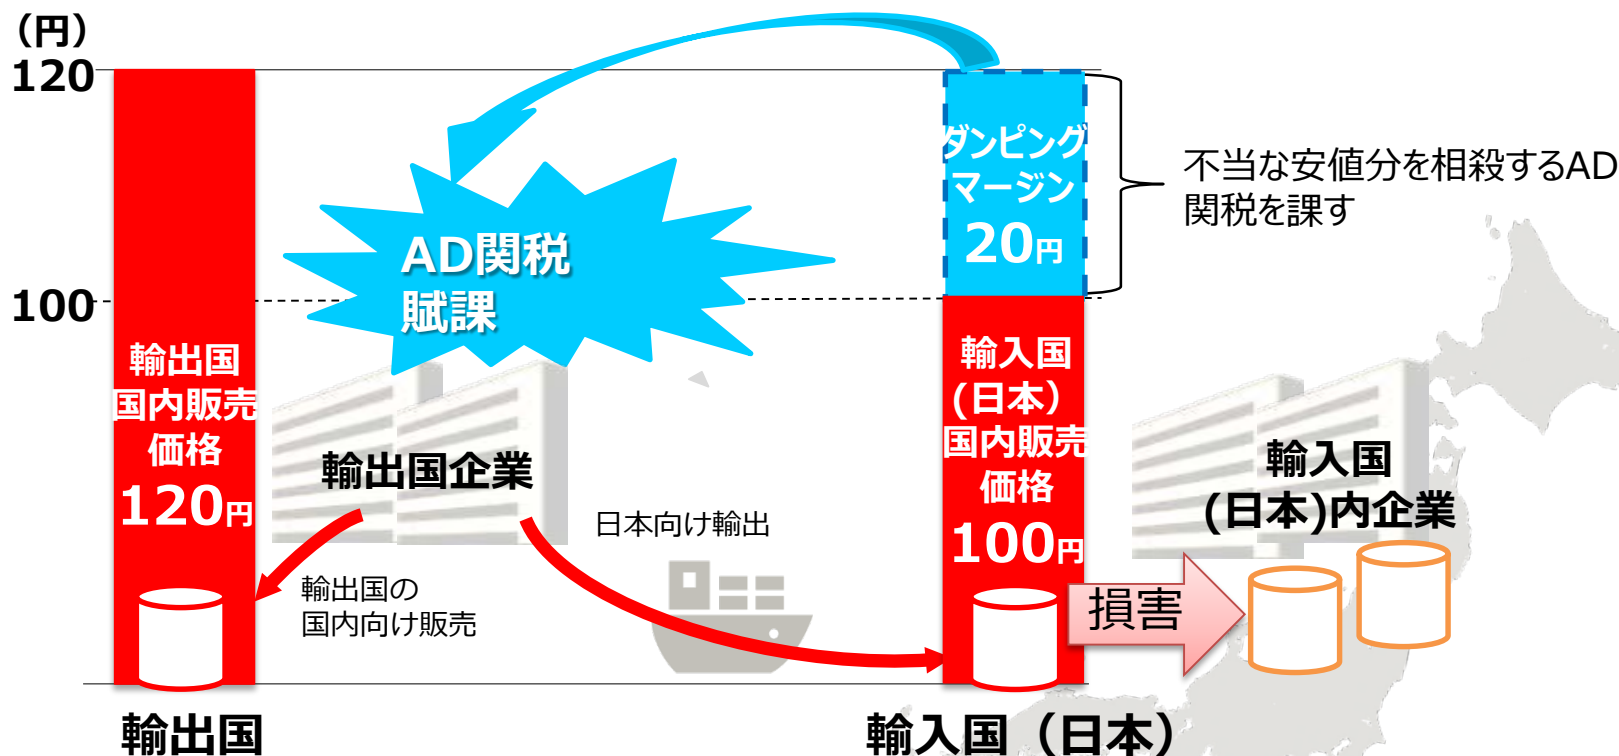 （円）
120
100
輸出国
国内販売
価格
120円
AD関税
賦課
輸出国企業
輸出国の
国内向け販売
日本向け輸出
ダンピング
マージン
20円
輸入国
(日本）
国内販売
価格
100円
不当な安値分を相殺するAD
関税を課す
輸入国
(日本)内企業
損害
輸出国
輸入国（日本）